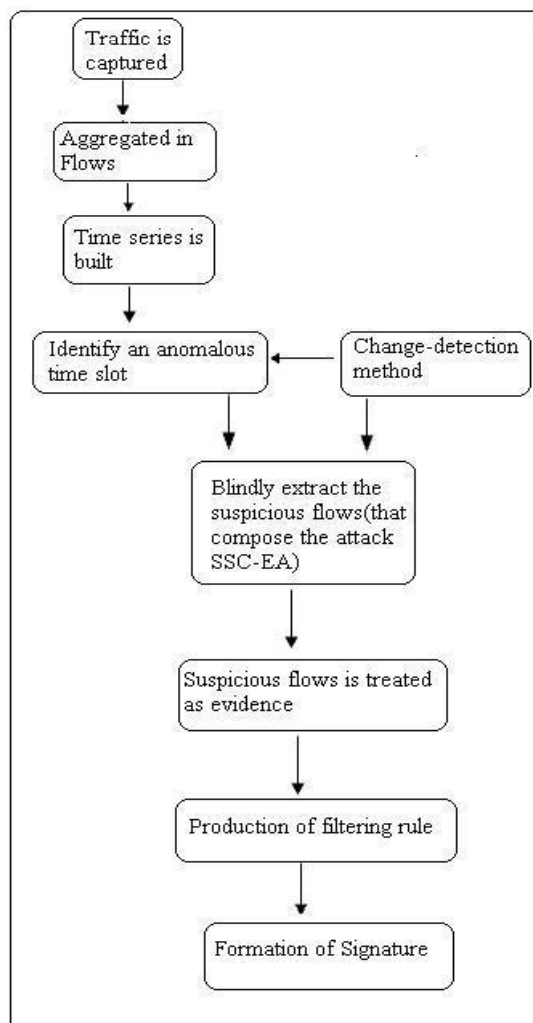 Traffic is
captured
Aggregated in
Flows
Time series is
built
Identify an anomalous
time slot
Change-detection
method
Blindly extract the
suspicious flows(that
compose the attack
SSC-EA)
Suspicious flows is treated
as evidence
Production of filtering rule
Formation of Signature